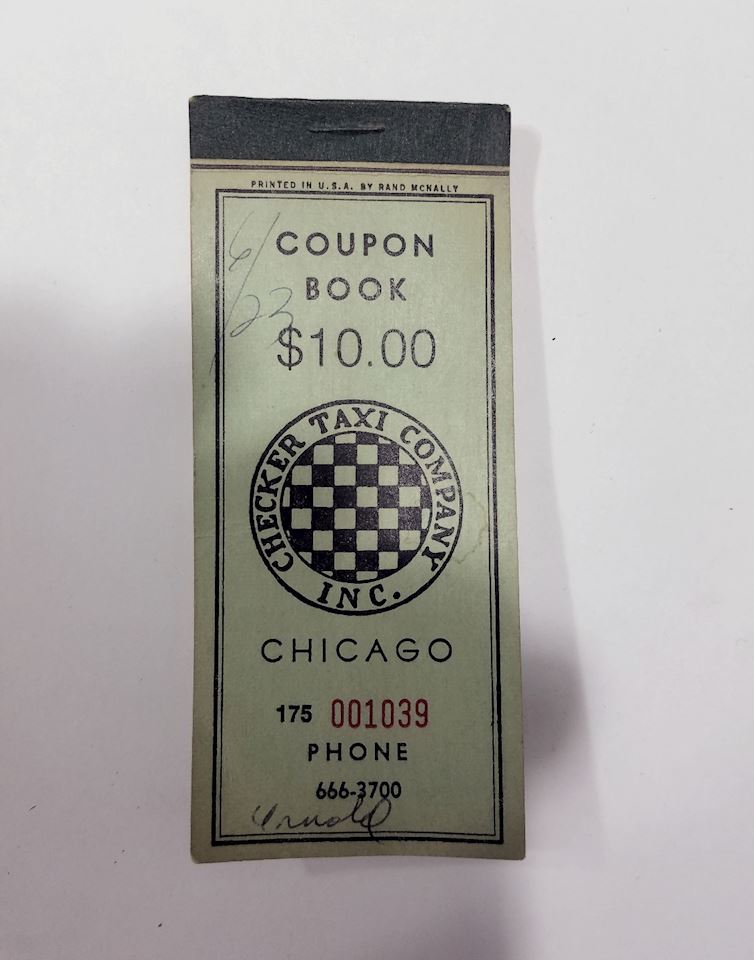 PRINTED IN U.S.A. BY RAND MCNALLY
6/23
COUPON
BOOK
$10.00
CHECKER TAXI COMPANY
INC.
CHICAGO
175 001039
PHONE
666-3700
Arnold